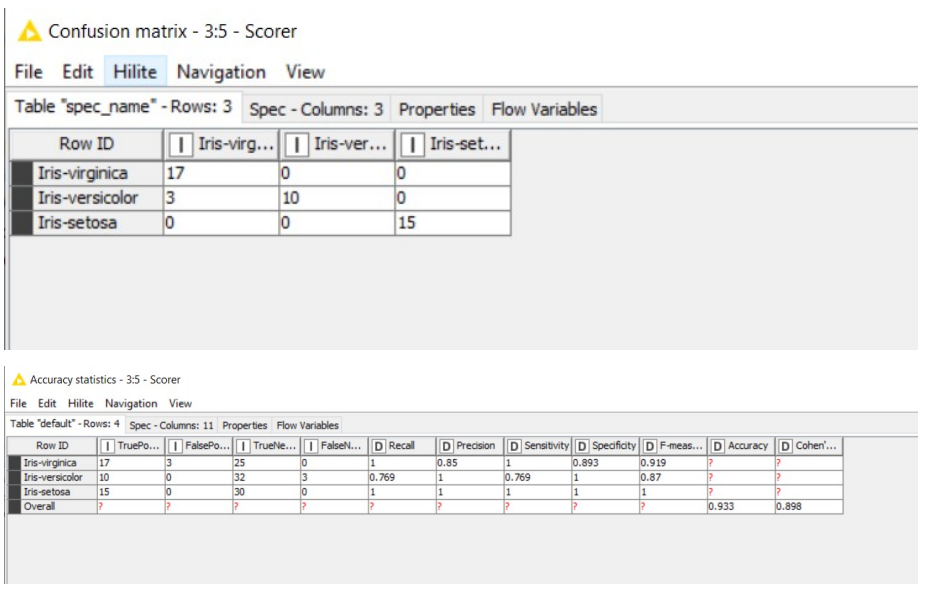 Confusion matrix - 3:5 - Scorer
File Edit Hilite Navigation View
Table "spec_name" - Rows: 3 Spec - Columns: 3 Properties Flow Variables
Row ID I Iris-virg... I Iris-ver... I Iris-set...
Iris-virginica 17 0 0
Iris-versicolor 3 10 0
Iris-setosa 0 0 15
Accuracy statistics - 3:5 - Scorer
File Edit Hilite Navigation View
Table "default" - Rows: 4 Spec - Columns: 11 Properties Flow Variables
Row ID I TruePo... I FalsePo... I TrueNe... I FalseN... D Recall D Precision D Sensitivity D Specificity D F-meas... D Accuracy D Cohen'...
Iris-virginica 17 3 25 0 1 0.85 1 0.893 0.919 ? ?
Iris-versicolor 10 0 32 3 0.769 1 0.769 1 0.87 ? ?
Iris-setosa 15 0 30 0 1 1 1 1 1 ? ?
Overall ? ? ? ? ? ? ? ? ? 0.933 0.898